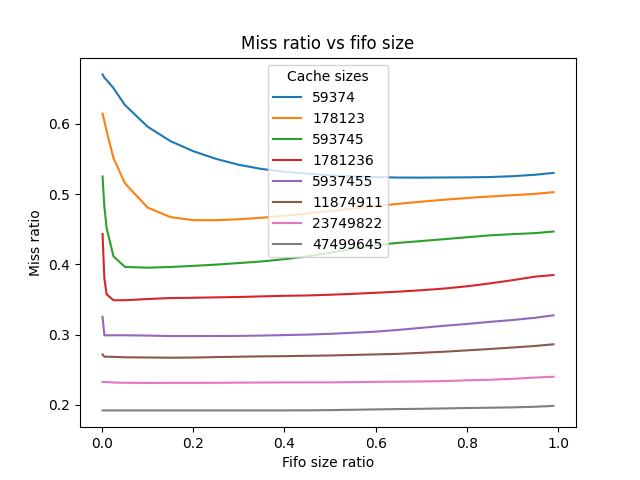 Miss ratio vs fifo size
Cache sizes
59374
178123
593745
1781236
5937455
11874911
23749822
47499645
0.6
0.5
0.4
0.3
0.2
Miss ratio
0.0 0.2 0.4 0.6 0.8 1.0
Fifo size ratio